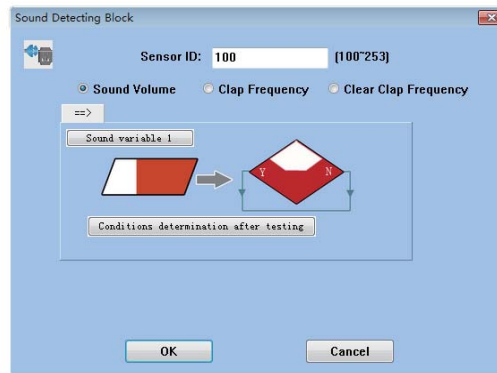 Sound Detecting Block
Sensor ID: 100 (100~253)
Sound Volume Clap Frequency Clear Clap Frequency
==>
Sound variable 1
Y N
Conditions determination after testing
OK Cancel